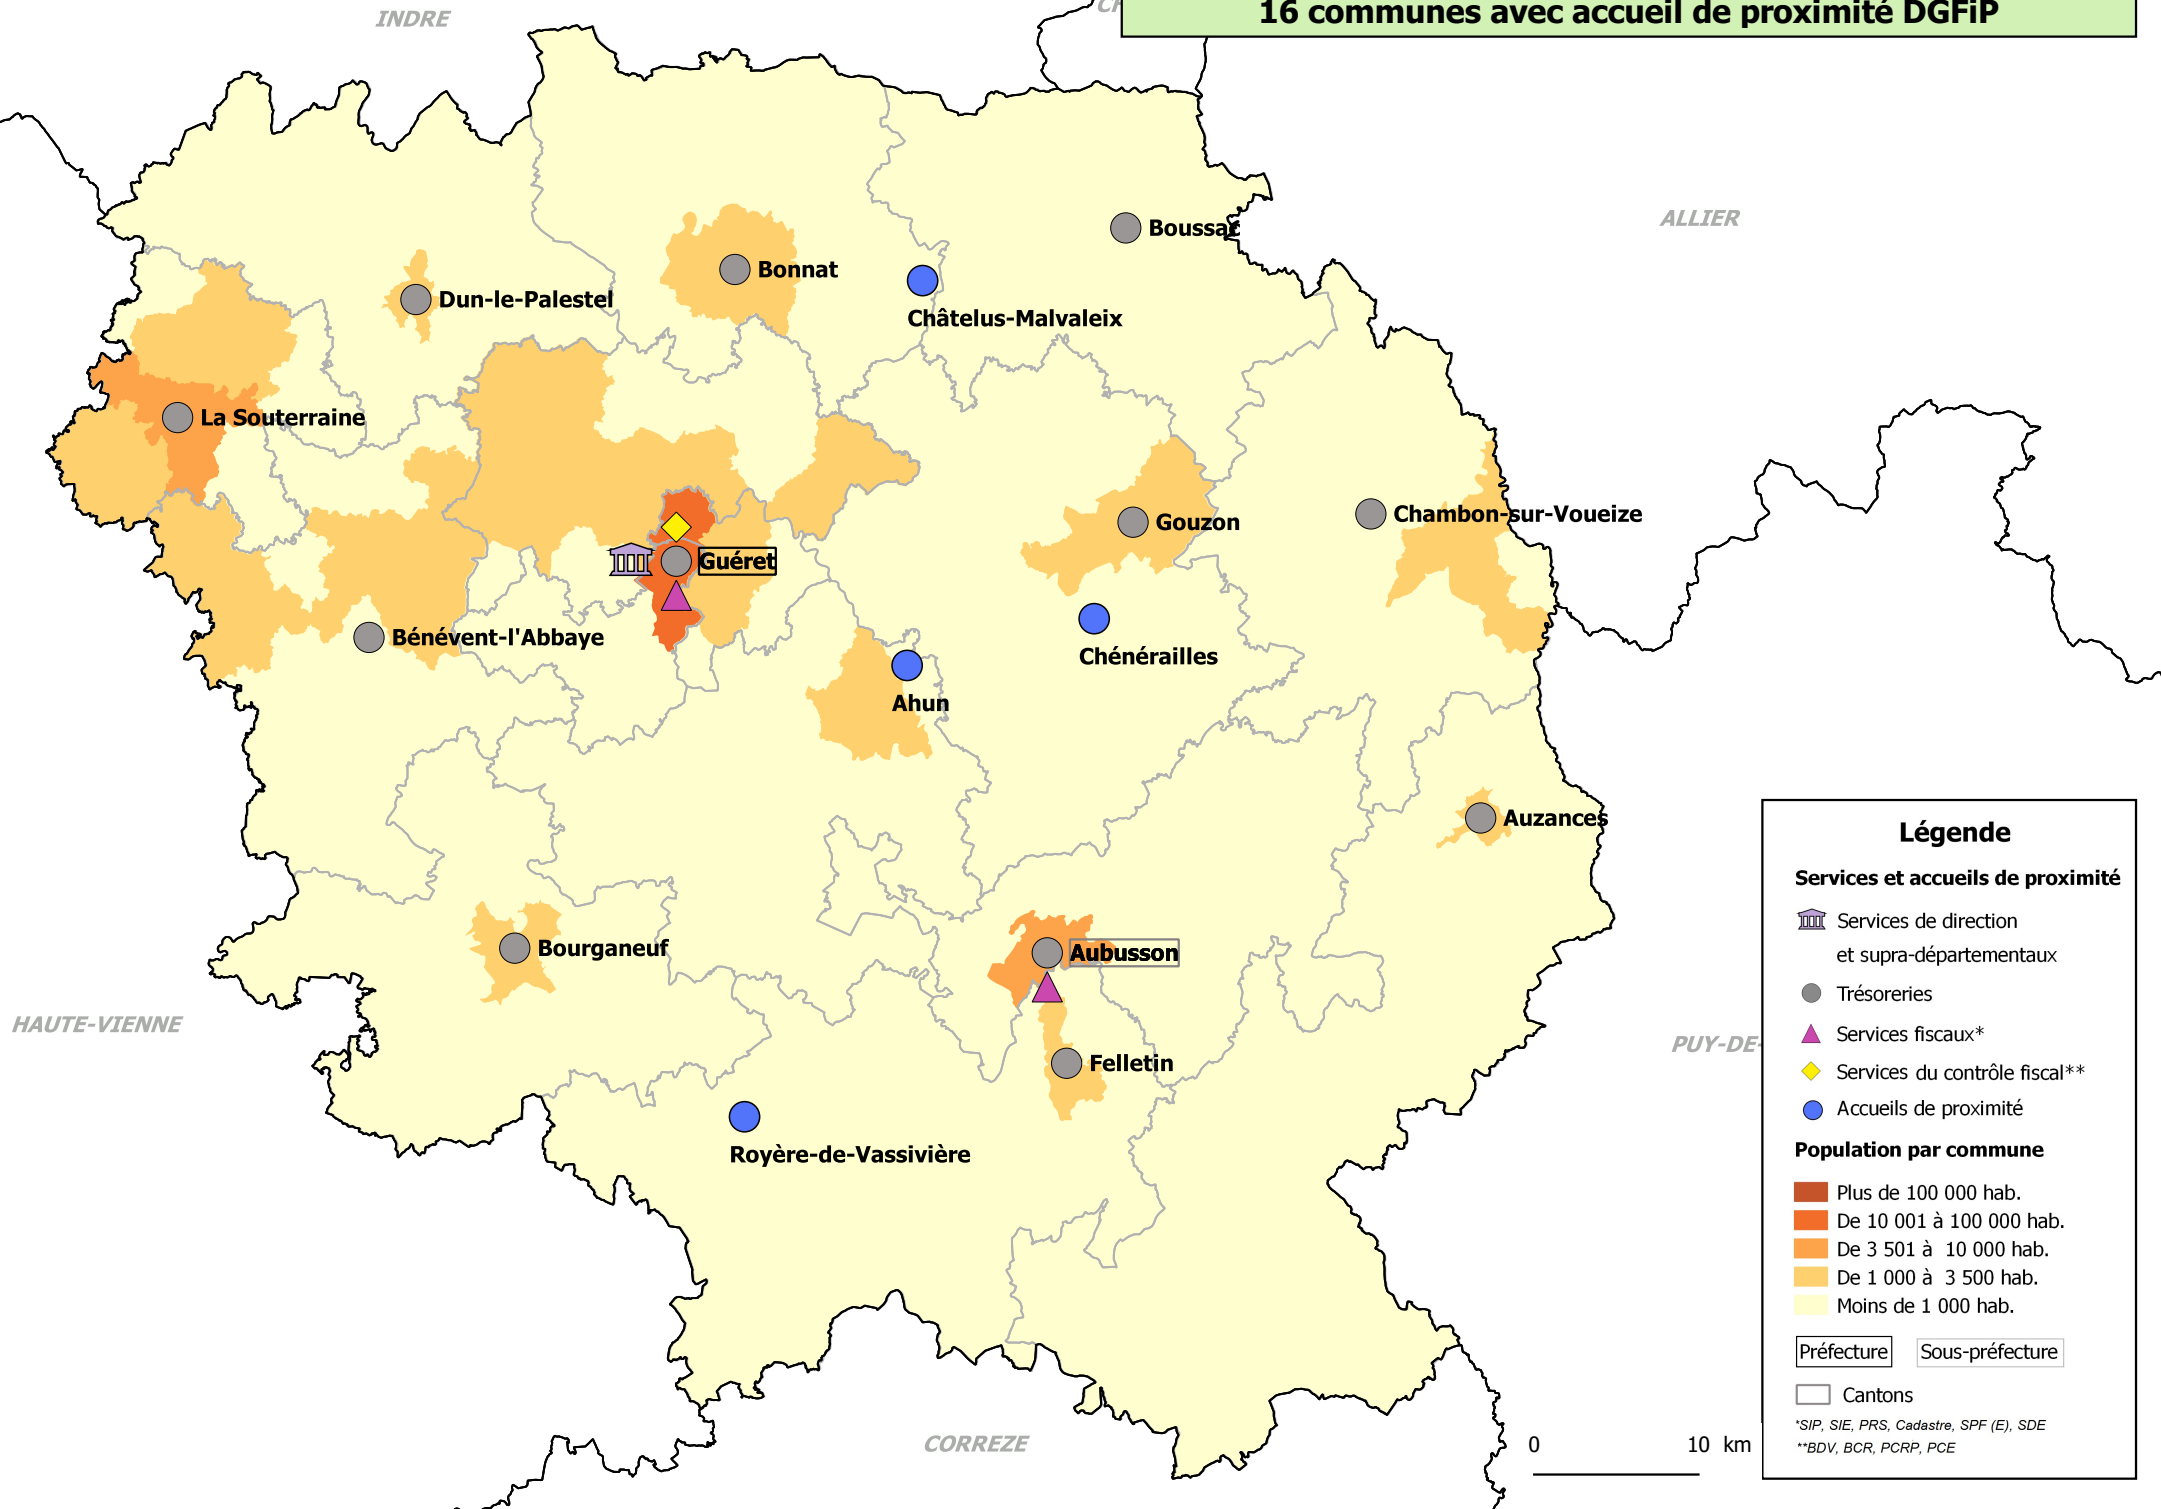 16 communes avec accueil de proximité DGFiP
INDRE
ALLIER
Boussac
Bonnat
Châtelus-Malvaleix
Dun-le-Palestel
La Souterraine
Gouzon
Chambon-sur-Voueize
Guéret
Bénévent-l'Abbaye
Chénérailles
Ahun
Auzances
Bourganeuf
Aubusson
HAUTE-VIENNE
PUY-DE-
Felletin
Royère-de-Vassivière
CORREZE
0 10 km
Légende
Services et accueils de proximité
Services de direction
et supra-départementaux
Trésoreries
Services fiscaux*
Services du contrôle fiscal**
Accueils de proximité
Population par commune
Plus de 100 000 hab.
De 10 001 à 100 000 hab.
De 3 501 à 10 000 hab.
De 1 000 à 3 500 hab.
Moins de 1 000 hab.
Préfecture Sous-préfecture
Cantons
*SIP, SIE, PRS, Cadastre, SPF (E), SDE
**BDV, BCR, PCRP, PCE